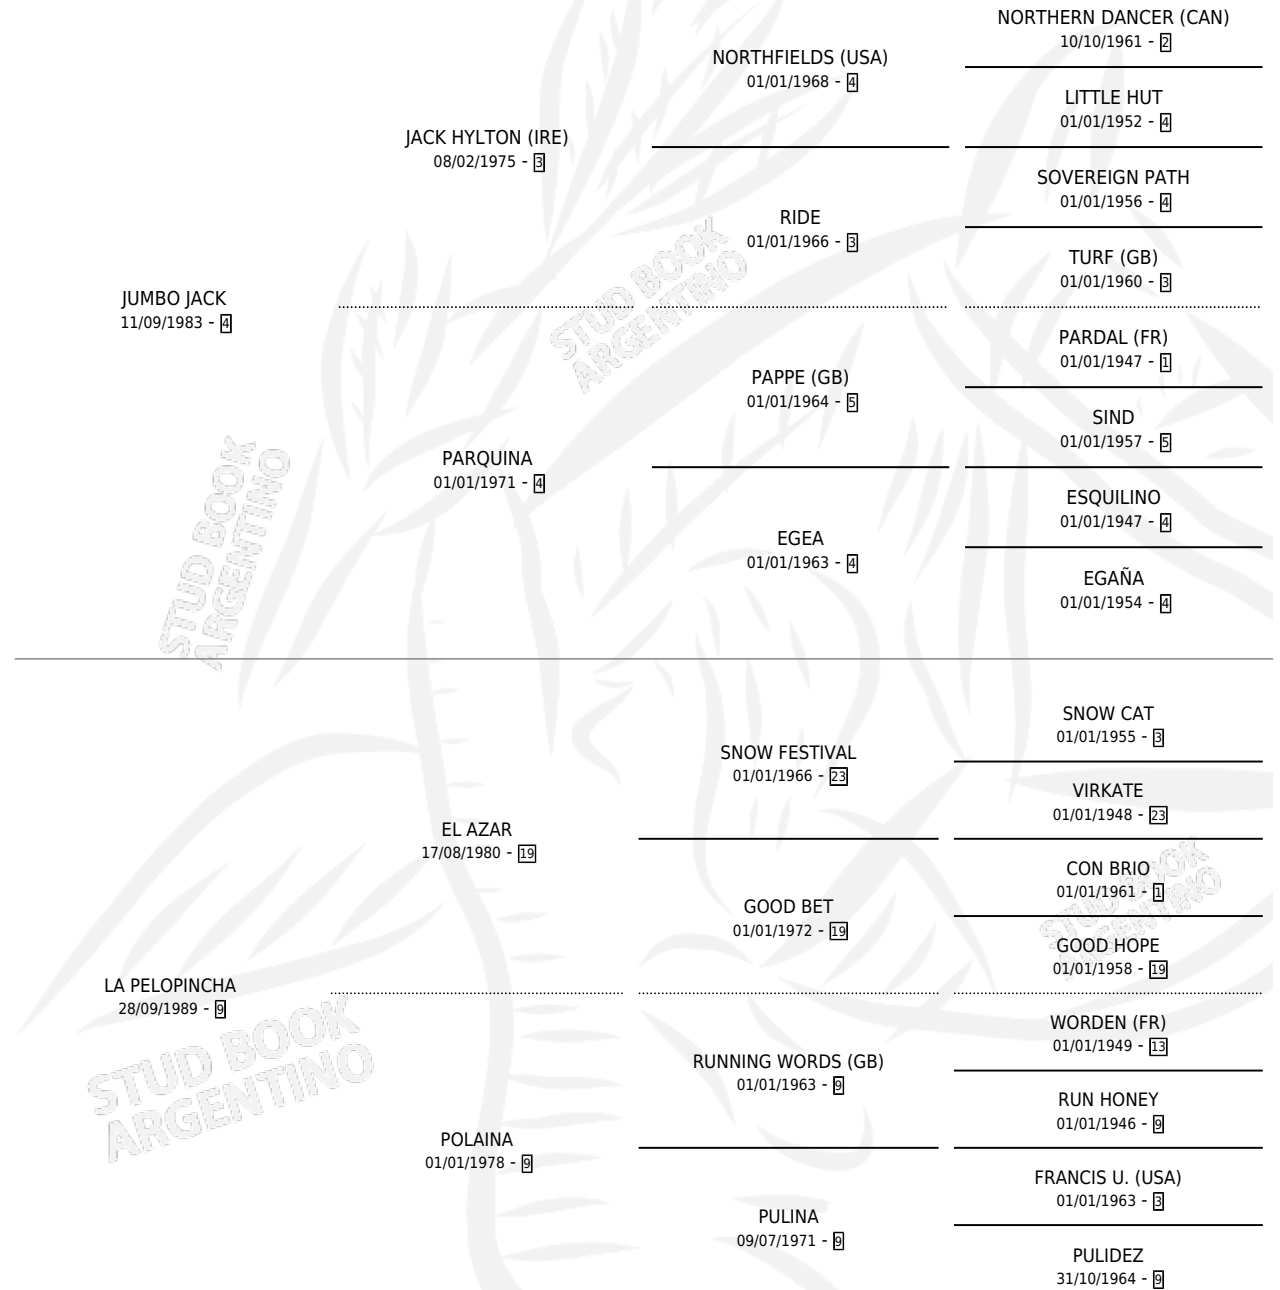 NORTHERN DANCER (CAN)
10/10/1961 - 2
NORTHFIELDS (USA)
01/01/1968 - 4
LITTLE HUT
01/01/1952 - 4
JACK HYLTON (IRE)
08/02/1975 - 3
SOVEREIGN PATH
01/01/1956 - 4
RIDE
01/01/1966 - 3
TURF (GB)
01/01/1960 - 3
JUMBO JACK
11/09/1983 - 4
PARDAL (FR)
01/01/1947 - 1
PAPPE (GB)
01/01/1964 - 5
SIND
01/01/1957 - 5
PARQUINA
01/01/1971 - 4
ESQUILINO
01/01/1947 - 4
EGEA
01/01/1963 - 4
EGAÑA
01/01/1954 - 4
STUD BOOK
ARGENTINO
STUD BOOK
ARGENTINO
SNOW CAT
01/01/1955 - 3
SNOW FESTIVAL
01/01/1966 - 23
VIRKATE
01/01/1948 - 23
EL AZAR
17/08/1980 - 19
CON BRIO
01/01/1961 - 1
GOOD BET
01/01/1972 - 19
GOOD HOPE
01/01/1958 - 19
STUD BOOK
ARGENTINO
LA PELOPINCHA
28/09/1989 - 9
WORDEN (FR)
01/01/1949 - 13
RUNNING WORDS (GB)
01/01/1963 - 9
RUN HONEY
01/01/1946 - 9
POLAINA
01/01/1978 - 9
FRANCIS U. (USA)
01/01/1963 - 3
PULINA
09/07/1971 - 9
PULIDEZ
31/10/1964 - 9
STUD BOOK
ARGENTINO